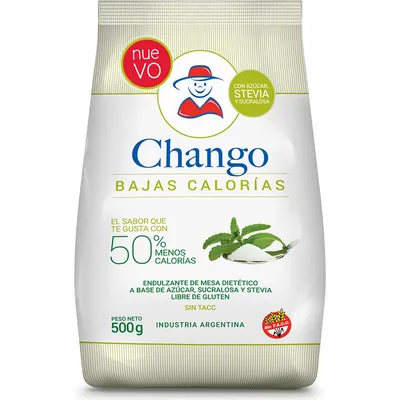 nue
VO
CON AZÚCAR,
STEVIA
Y SUCRALOSA
Chango
BAJAS CALORÍAS
EL SABOR QUE
TE GUSTA CON
50% MENOS
CALORÍAS
ENDULZANTE DE MESA DIETÉTICO
A BASE DE AZÚCAR, SUCRALOSA Y STEVIA
LIBRE DE GLUTEN
SIN TACC
PESO NETO
500g
INDUSTRIA ARGENTINA
Sin T.A.C.C.